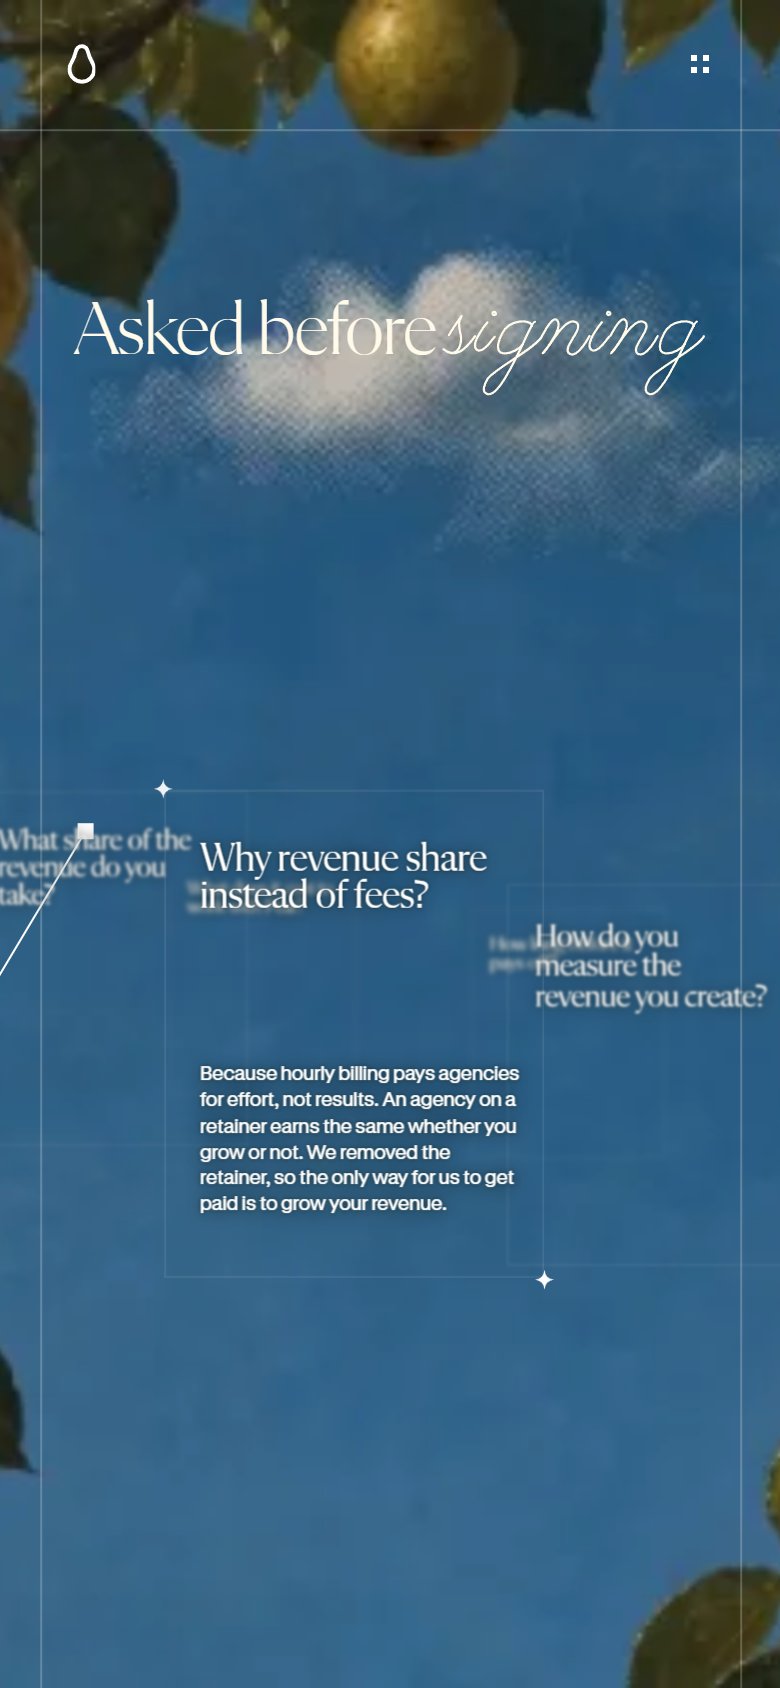 Asked before signing
What share of the
revenue do you
take?
Why revenue share
instead of fees?
How do you
measure the
revenue you create?
Because hourly billing pays agencies
for effort, not results. An agency on a
retainer earns the same whether you
grow or not. We removed the
retainer, so the only way for us to get
paid is to grow your revenue.